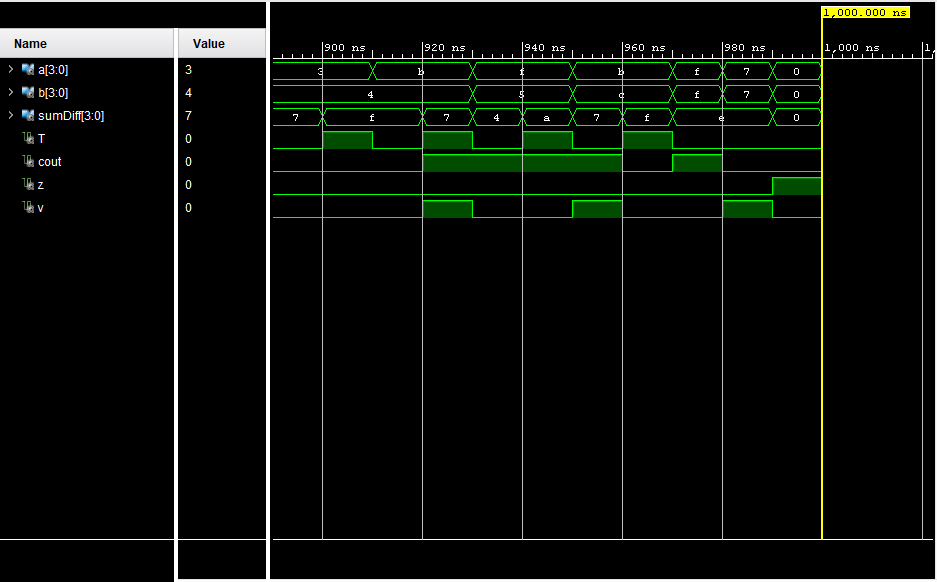 1,000.000 ns
Name Value 900 ns 920 ns 940 ns 960 ns 980 ns 1,000 ns 1,
a[3:0] 3 3 b f b f 7 0
b[3:0] 4 4 5 c f 7 0
sumDiff[3:0] 7 7 f 7 4 a 7 f e 0
T 0
cout 0
z 0
v 0